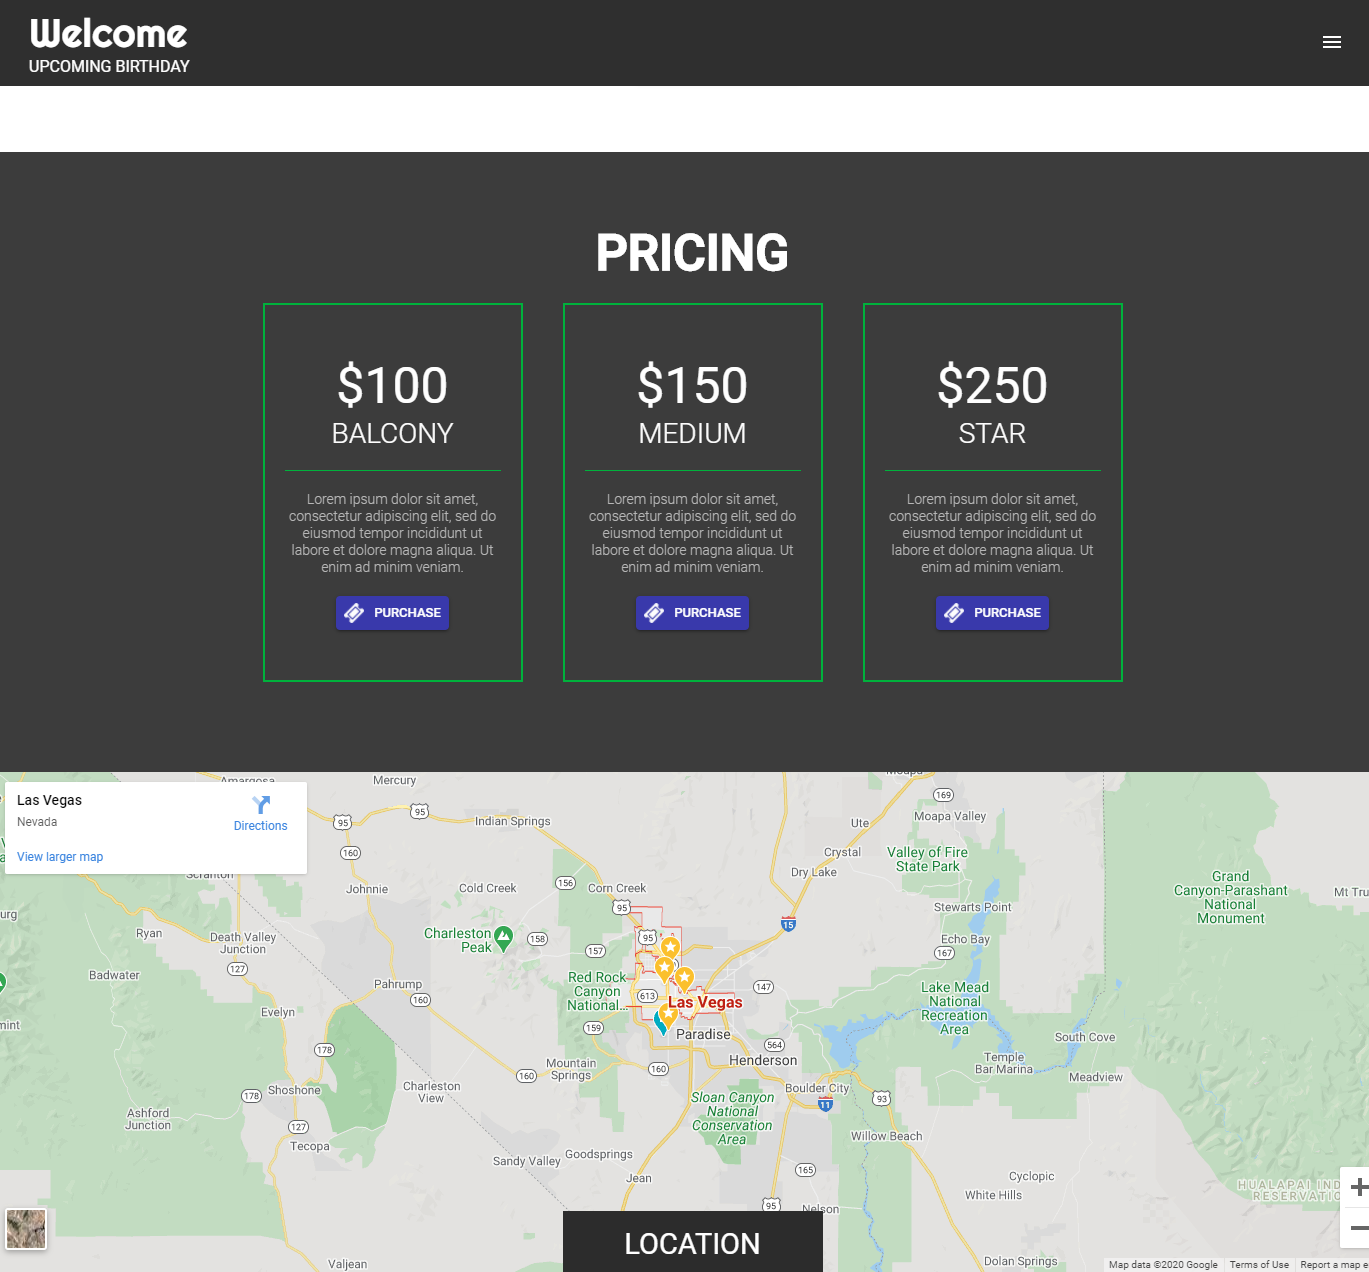 Welcome
UPCOMING BIRTHDAY
PRICING
$100
BALCONY
Lorem ipsum dolor sit amet,
consectetur adipiscing elit, sed do
eiusmod tempor incididunt ut
labore et dolore magna aliqua. Ut
enim ad minim veniam.
PURCHASE
$150
MEDIUM
Lorem ipsum dolor sit amet,
consectetur adipiscing elit, sed do
eiusmod tempor incididunt ut
labore et dolore magna aliqua. Ut
enim ad minim veniam.
PURCHASE
$250
STAR
Lorem ipsum dolor sit amet,
consectetur adipiscing elit, sed do
eiusmod tempor incididunt ut
labore et dolore magna aliqua. Ut
enim ad minim veniam.
PURCHASE
Las Vegas
Nevada
Directions
View larger map
Amargosa
Mercury
Moapa
95
95
Indian Springs
169
Moapa Valley
Ute
160
Crystal
Valley of Fire
State Park
Dry Lake
Scranton
Johnnie
Cold Creek
156
Corn Creek
Grand
Canyon-Parashant
National
Monument
Mt Tru
95
Stewarts Point
15
urg
Ryan
Death Valley
Junction
Charleston
Peak
158
95
157
Echo Bay
167
127
Badwater
Red Rock
Canyon
National...
Pahrump
160
613
147
Lake Mead
National
Recreation
Area
Las Vegas
Evelyn
mint
159
Paradise
564
South Cove
178
Henderson
Temple
Bar Marina
Mountain
Springs
160
160
Meadview
Shoshone
178
Charleston
View
Boulder City
93
11
Sloan Canyon
National
Conservation
Area
Ashford
Junction
127
Tecopa
Willow Beach
Goodsprings
Sandy Valley
165
Jean
Cyclopic
White Hills
HUALAPAI IND
RESERVATIO
95
Nelson
LOCATION
Valjean
Dolan Springs
Map data ©2020 Google
Terms of Use
Report a map e